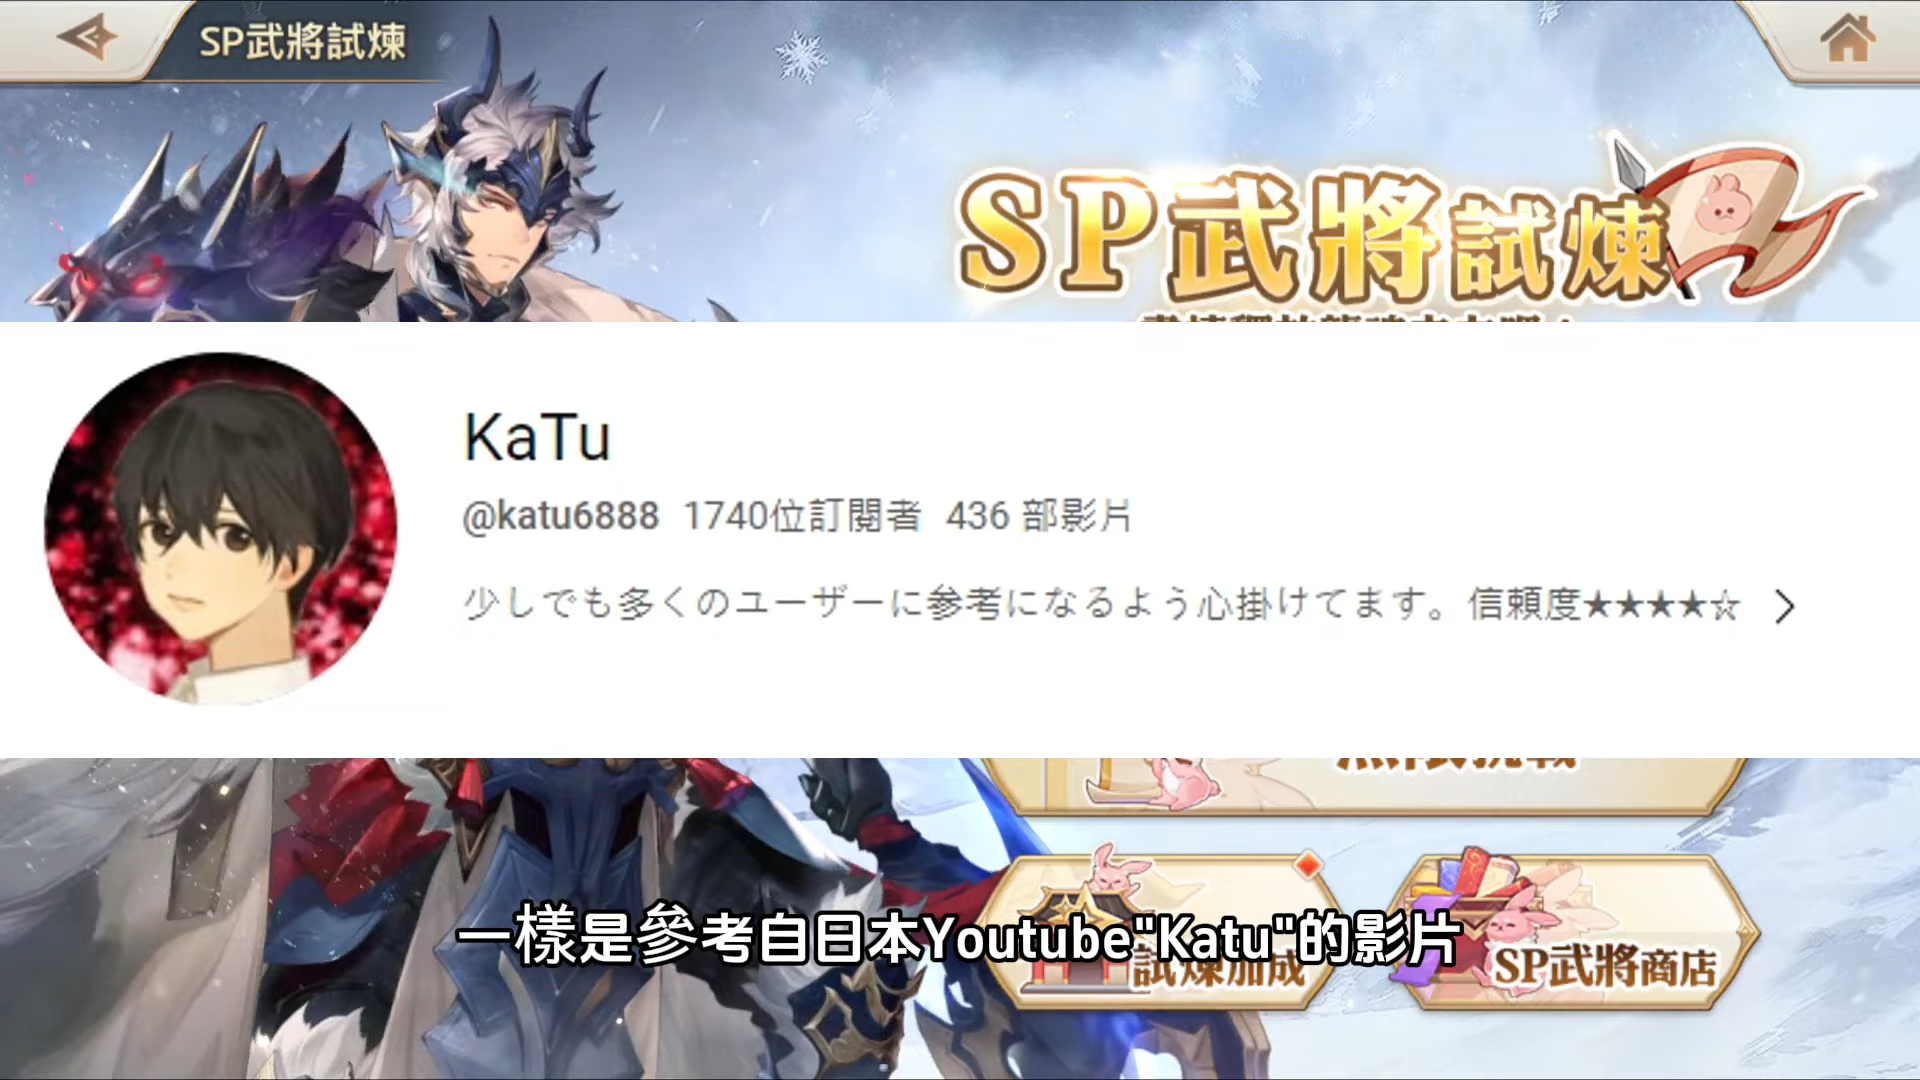 SP武將試煉
SP武將試煉
KaTu
@katu6888 1740位訂閱者 436 部影片
少しでも多くのユーザーに参考になるよう心掛けてます。信頼度★★★★☆
一樣是參考自日本Youtube"Katu"的影片
試煉加成
SP武將商店